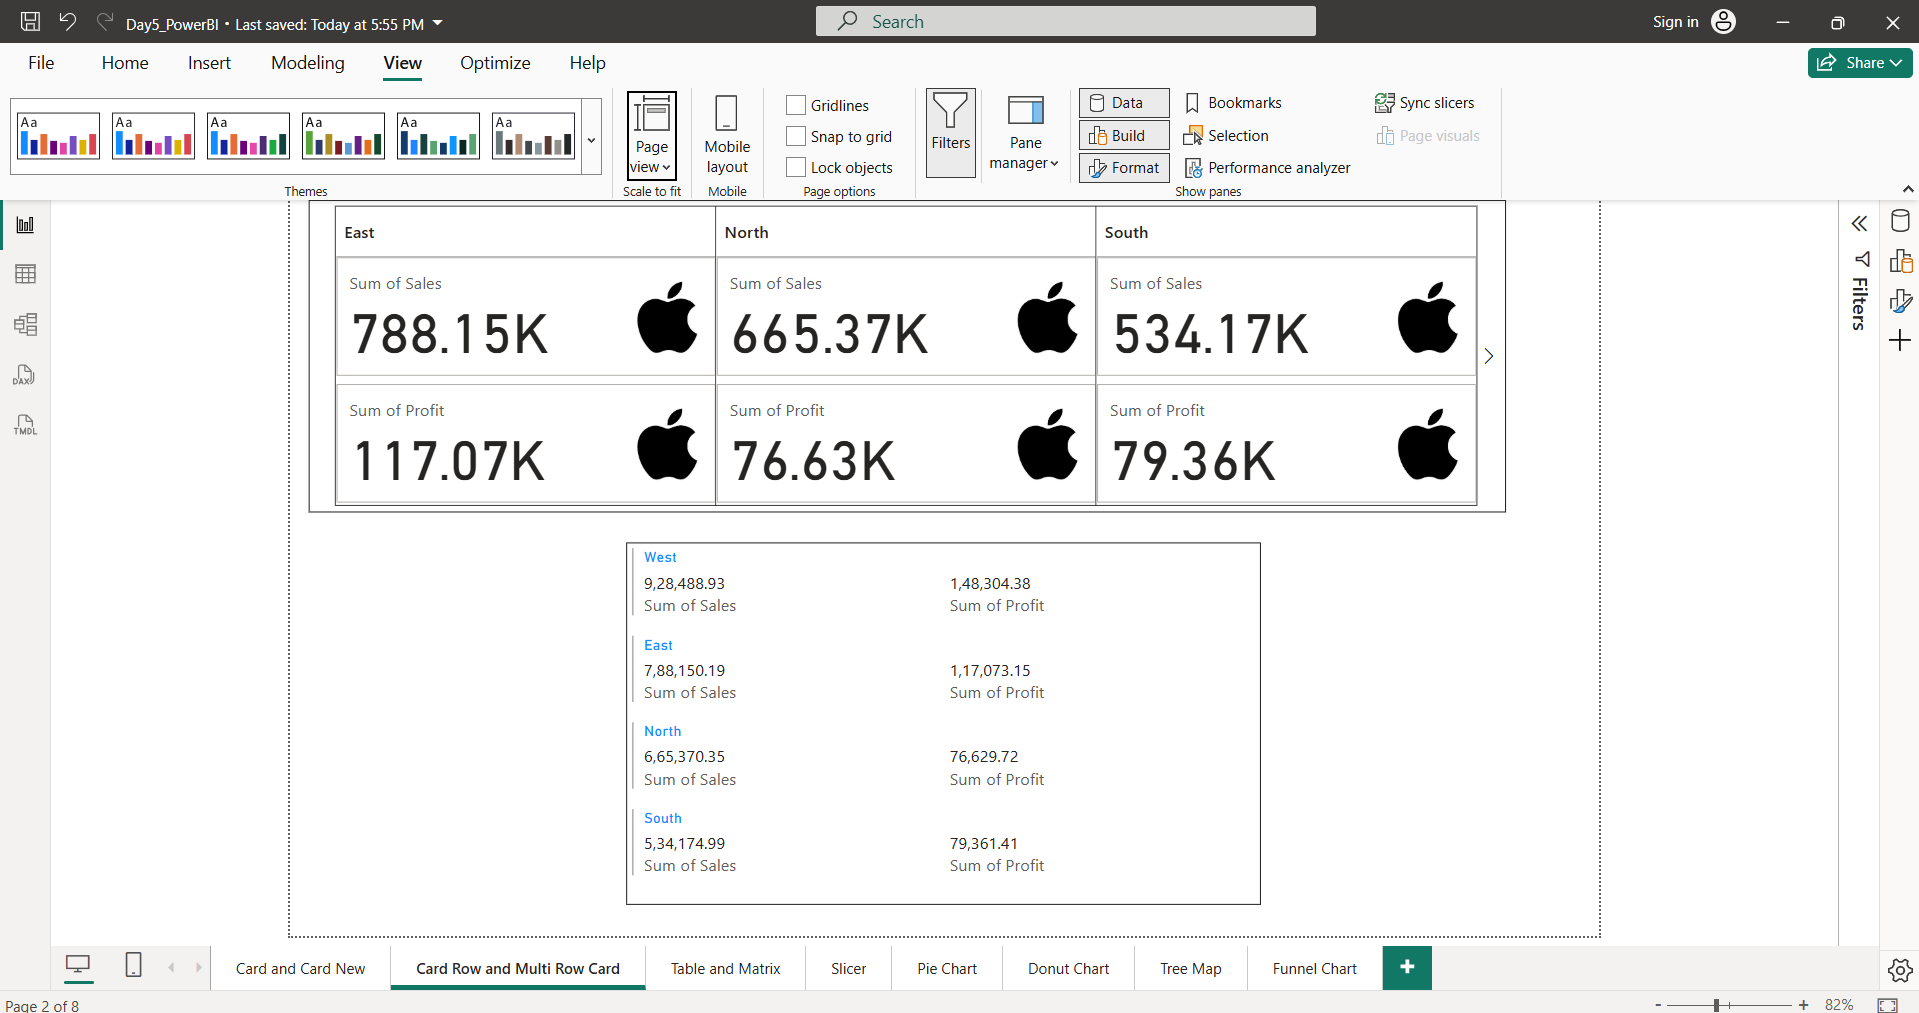 Day5_PowerBI • Last saved: Today at 5:55 PM
Search
Sign in
File Home Insert Modeling View Optimize Help
Share
Aa Aa Aa Aa Aa Aa
Themes
Page view
Scale to fit
Mobile layout
Mobile
Gridlines
Snap to grid
Lock objects
Page options
Filters
Pane manager
Data
Build
Format
Bookmarks
Selection
Performance analyzer
Sync slicers
Page visuals
Show panes
DAX
TMDL
East North South
Sum of Sales Sum of Sales Sum of Sales
788.15K 665.37K 534.17K
Sum of Profit Sum of Profit Sum of Profit
117.07K 76.63K 79.36K
West
9,28,488.93 1,48,304.38
Sum of Sales Sum of Profit
East
7,88,150.19 1,17,073.15
Sum of Sales Sum of Profit
North
6,65,370.35 76,629.72
Sum of Sales Sum of Profit
South
5,34,174.99 79,361.41
Sum of Sales Sum of Profit
Filters
Card and Card New Card Row and Multi Row Card Table and Matrix Slicer Pie Chart Donut Chart Tree Map Funnel Chart +
Page 2 of 8
- + 82%